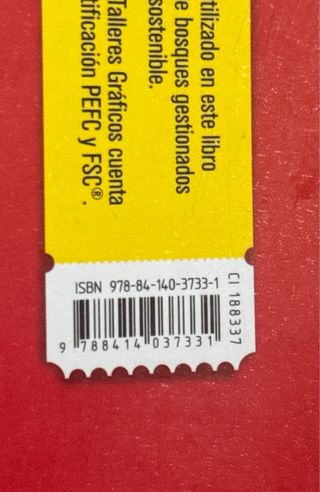 tilizado en este libro
e bosques gestionados
sostenible.
Talleres Gráficos cuenta
tificación PEFC y FSC®.
ISBN 978-84-140-3733-1
CI 188337
9 788414 037331